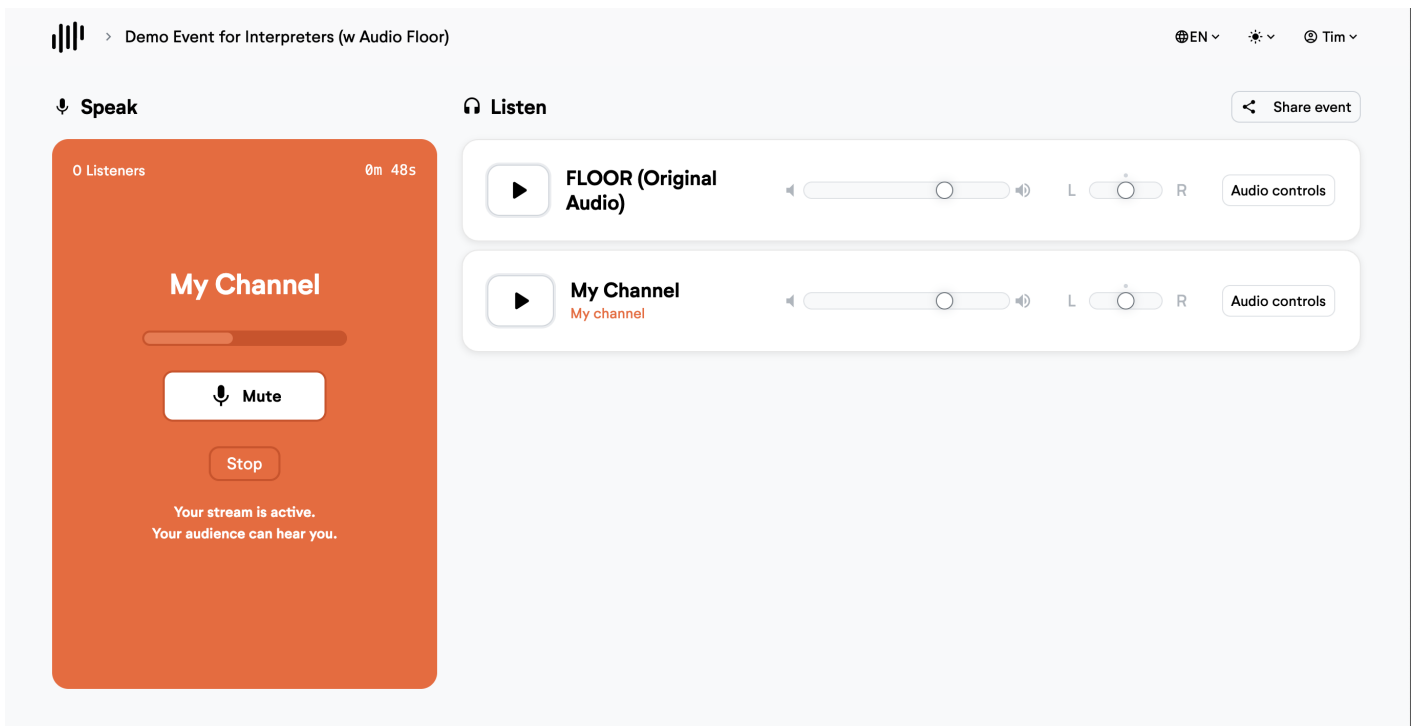 Demo Event for Interpreters (w Audio Floor)
EN
Tim
Speak
0 Listeners
0m 48s
My Channel
Mute
Stop
Your stream is active.
Your audience can hear you.
Listen
Share event
FLOOR (Original
Audio)
L
R
Audio controls
My Channel
My channel
L
R
Audio controls